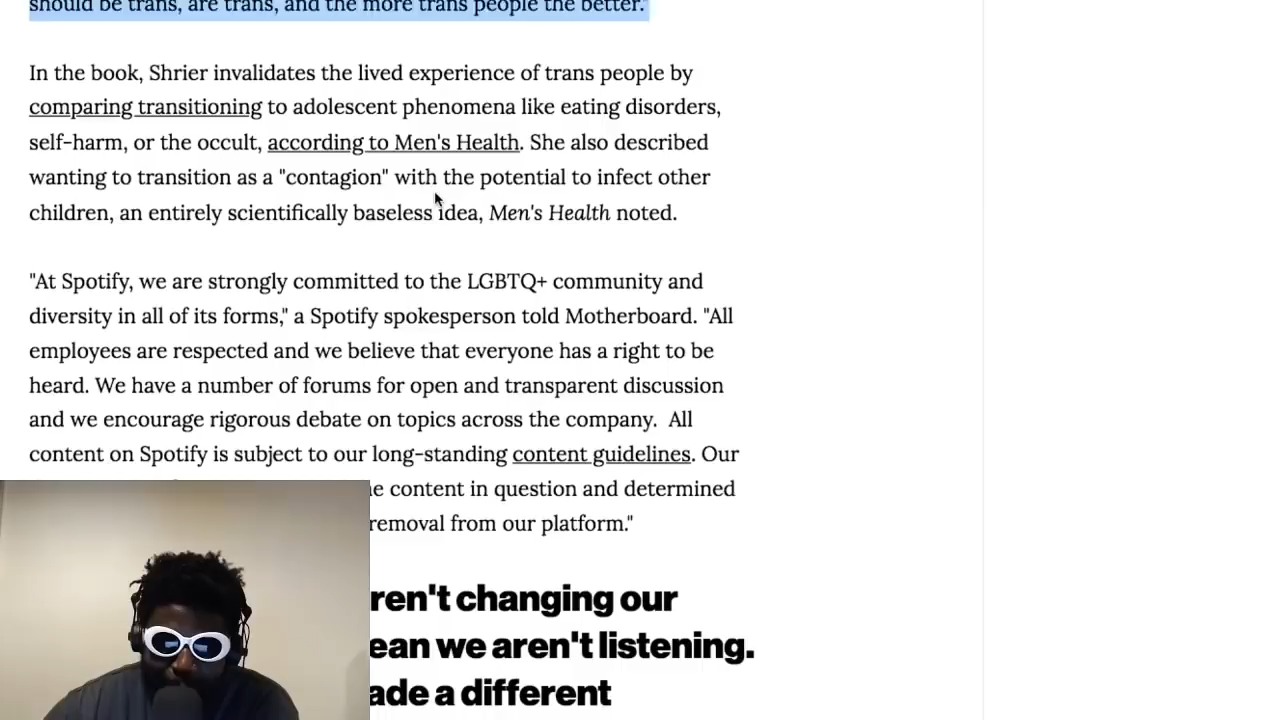 should be trans, are trans, and the more trans people the better."
In the book, Shrier invalidates the lived experience of trans people by
comparing transitioning to adolescent phenomena like eating disorders,
self-harm, or the occult, according to Men's Health. She also described
wanting to transition as a "contagion" with the potential to infect other
children, an entirely scientifically baseless idea, Men's Health noted.
"At Spotify, we are strongly committed to the LGBTQ+ community and
diversity in all of its forms," a Spotify spokesperson told Motherboard. "All
employees are respected and we believe that everyone has a right to be
heard. We have a number of forums for open and transparent discussion
and we encourage rigorous debate on topics across the company.  All
content on Spotify is subject to our long-standing content guidelines. Our
content in question and determined
removal from our platform."
changing our
we aren't listening.
a different